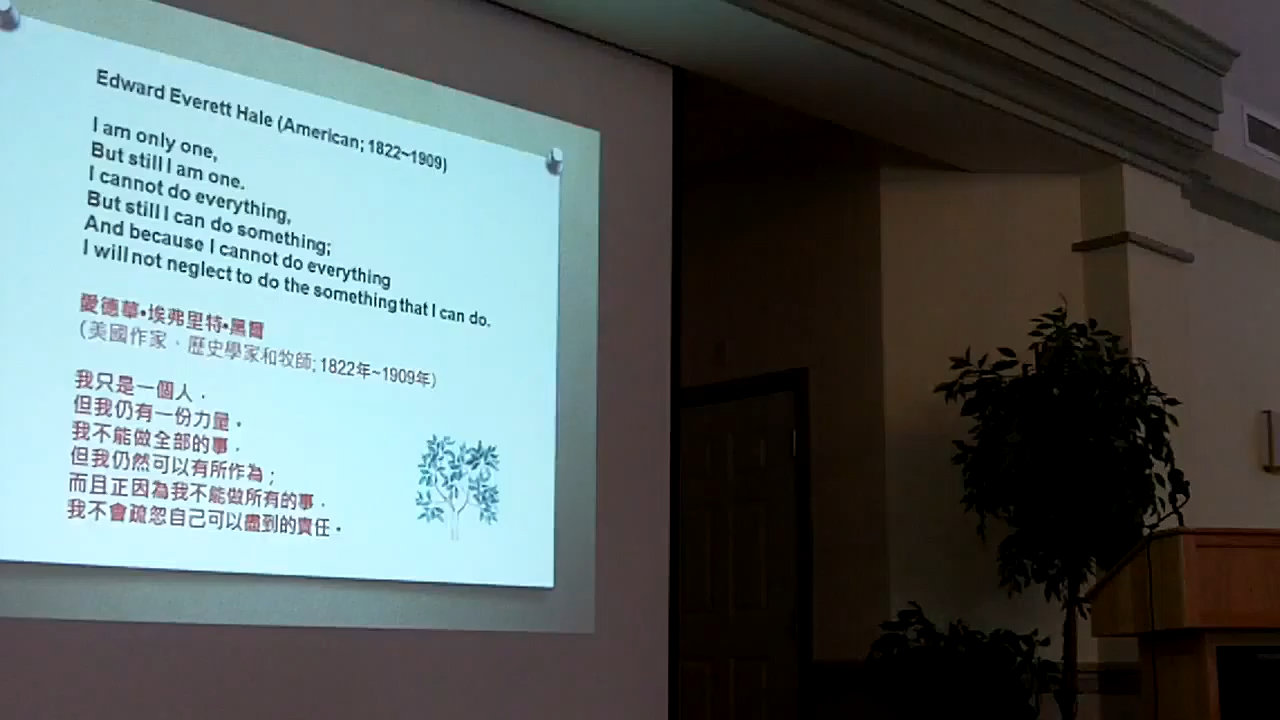 Edward Everett Hale (American; 1822~1909)
I am only one,
But still I am one.
I cannot do everything,
But still I can do something;
And because I cannot do everything
I will not neglect to do the something that I can do.
愛德華•埃弗里特•黑爾
(美國作家、歷史學家和牧師; 1822年~1909年)
我只是一個人，
但我仍有一份力量。
我不能做全部的事，
但我仍然可以有所作為；
而且正因為我不能做所有的事，
我不會疏忽自己可以盡到的責任。